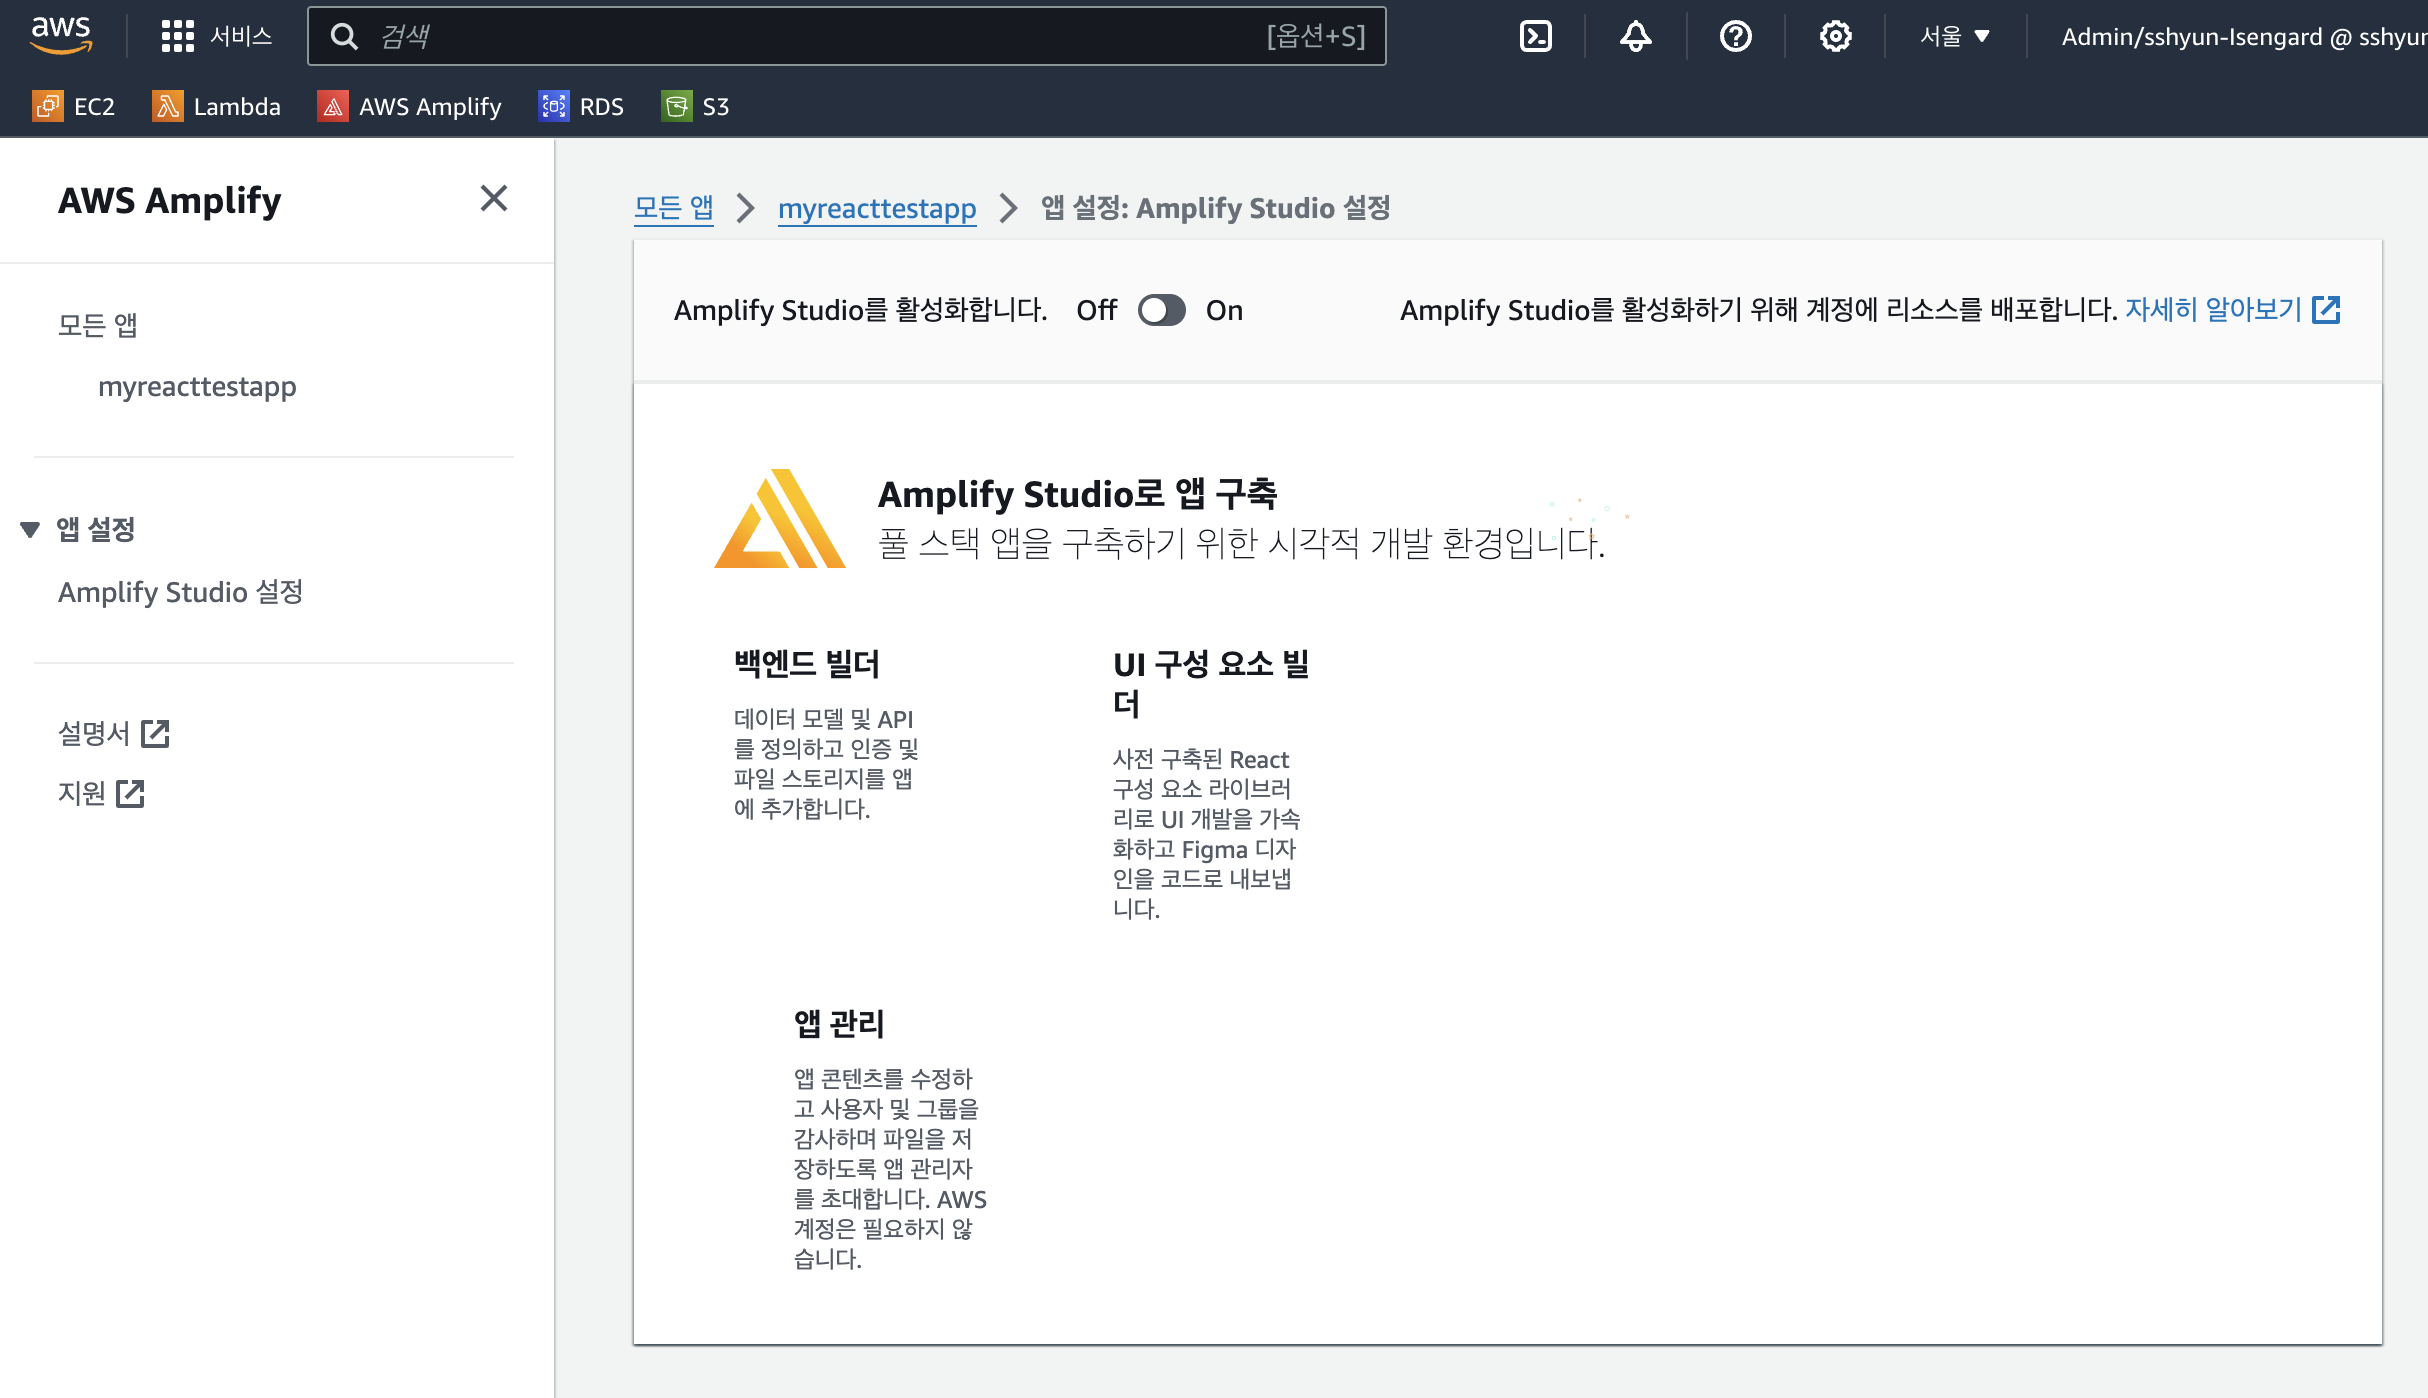 aws
서비스
검색
[옵션+S]
서울
Admin/sshyun-Isengard @ sshyun
EC2
Lambda
AWS Amplify
RDS
S3
AWS Amplify
모든 앱
myreacttestapp
앱 설정
Amplify Studio 설정
설명서
지원
모든 앱
myreacttestapp
앱 설정: Amplify Studio 설정
Amplify Studio를 활성화합니다.
Off
On
Amplify Studio를 활성화하기 위해 계정에 리소스를 배포합니다. 자세히 알아보기
Amplify Studio로 앱 구축
풀 스택 앱을 구축하기 위한 시각적 개발 환경입니다.
백엔드 빌더
데이터 모델 및 API
를 정의하고 인증 및
파일 스토리지를 앱
에 추가합니다.
UI 구성 요소 빌
더
사전 구축된 React
구성 요소 라이브러
리로 UI 개발을 가속
화하고 Figma 디자
인을 코드로 내보냅
니다.
앱 관리
앱 콘텐츠를 수정하
고 사용자 및 그룹을
감사하며 파일을 저
장하도록 앱 관리자
를 초대합니다. AWS
계정은 필요하지 않
습니다.